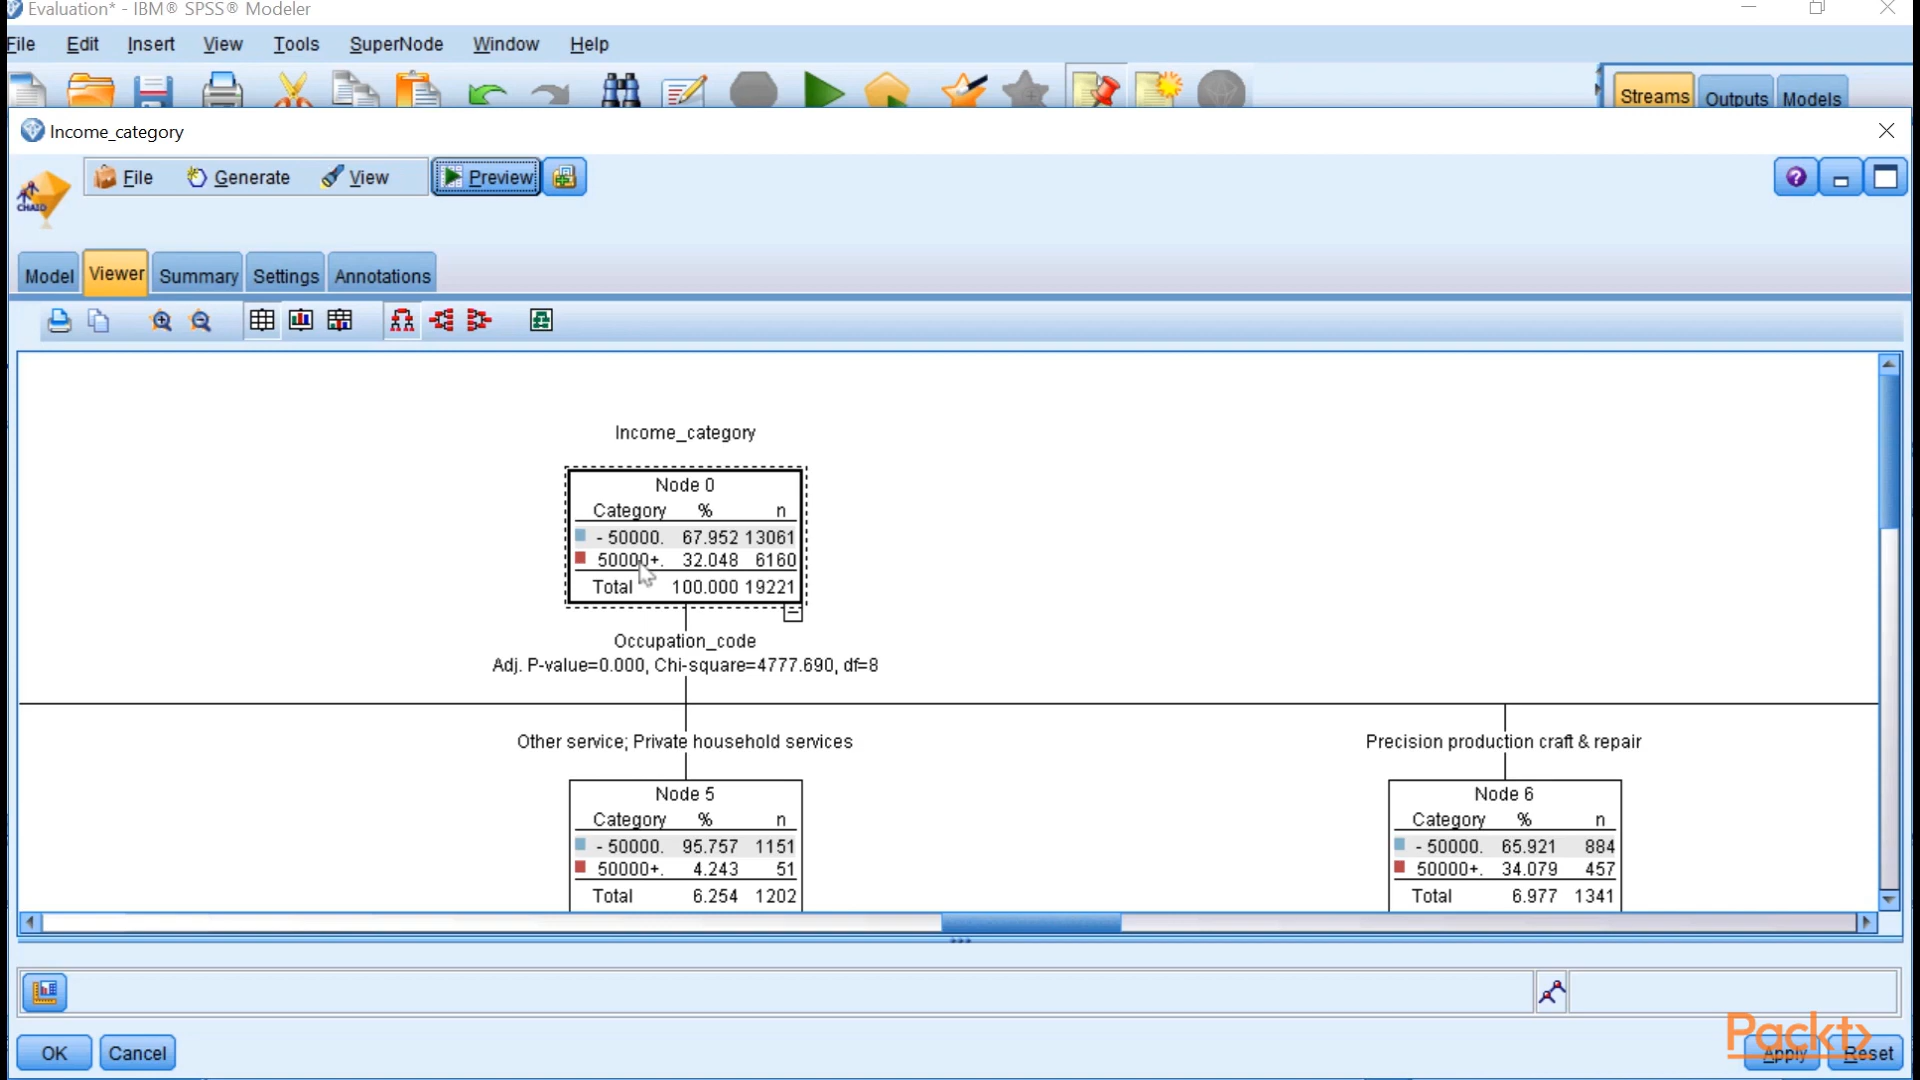 Evaluation* - IBM® SPSS® Modeler
File Edit Insert View Tools SuperNode Window Help
Streams Outputs Models
Income_category
CHAID File Generate View Preview
Model Viewer Summary Settings Annotations
Income_category
Node 0
Category % n
- 50000. 67.952 13061
50000+. 32.048 6160
Total 100.000 19221
Occupation_code
Adj. P-value=0.000, Chi-square=4777.690, df=8
Other service; Private household services
Precision production craft & repair
Node 5
Category % n
- 50000. 95.757 1151
50000+. 4.243 51
Total 6.254 1202
Node 6
Category % n
- 50000. 65.921 884
50000+. 34.079 457
Total 6.977 1341
Packt>
OK Cancel Apply Reset